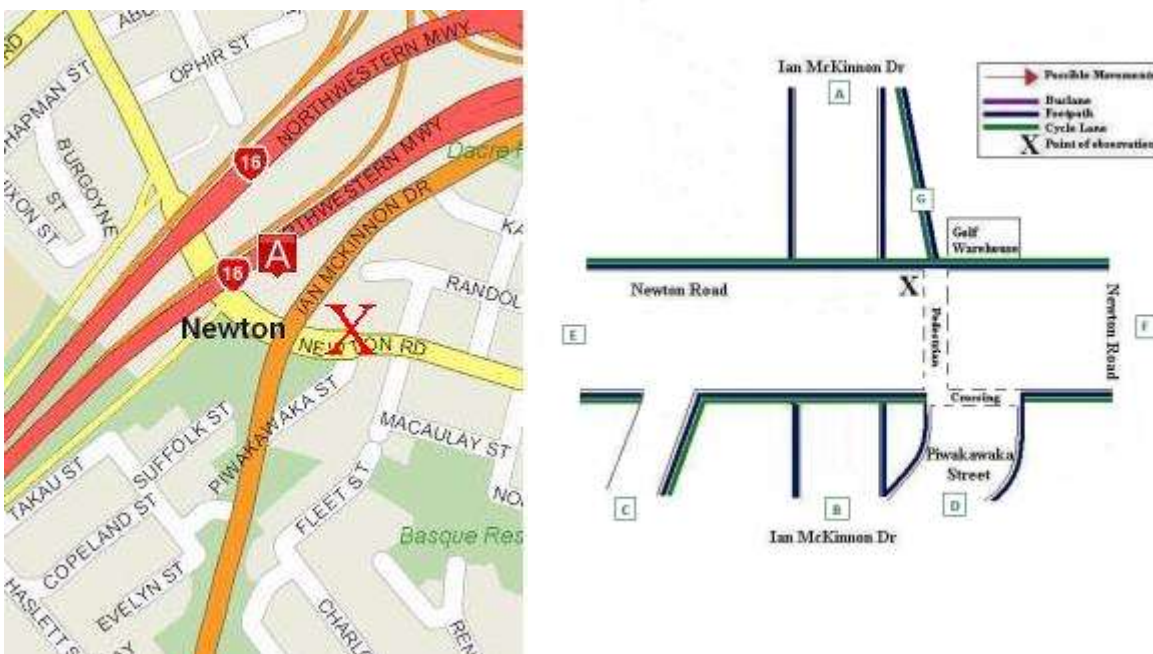 OPHIR ST
CHAPMAN ST
BURGOYNE
ST
NORTHWESTERN MWY
16
RTHWESTERN MWY
16
A
IAN MCKINNON DR
RANDOL
Newton
X
NEWTON RD
PIWAKAWAKA ST
SUFFOLK ST
TAKAU ST
COPELAND ST
EVELYN ST
HASLETT
FLEET ST
MACAULAY ST
Basque Res
Ian McKinnon Dr
A
Possible Movements
Buslane
Footpath
Cycle Lane
X Point of observation
G
Golf
Warehouse
Newton Road
X
Pedestrian
Newton
Road
E
F
Crossing
Piwakawaka
Street
C
B
D
Ian McKinnon Dr